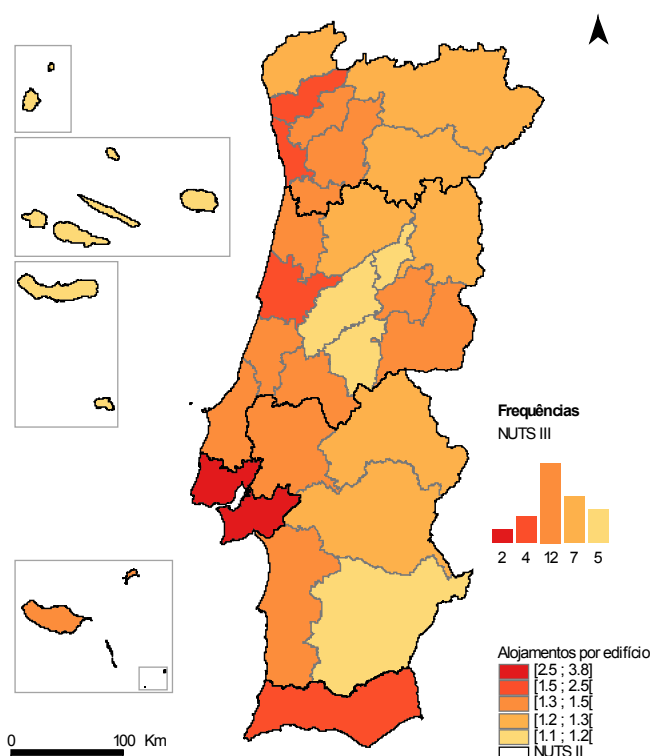 Frequências
NUTS III
2 4 12 7 5
Alojamentos por edifício
[2.5 ; 3.8]
[1.5 ; 2.5[
[1.3 ; 1.5[
[1.2 ; 1.3[
[1.1 ; 1.2[
NUTS II
0 100 Km